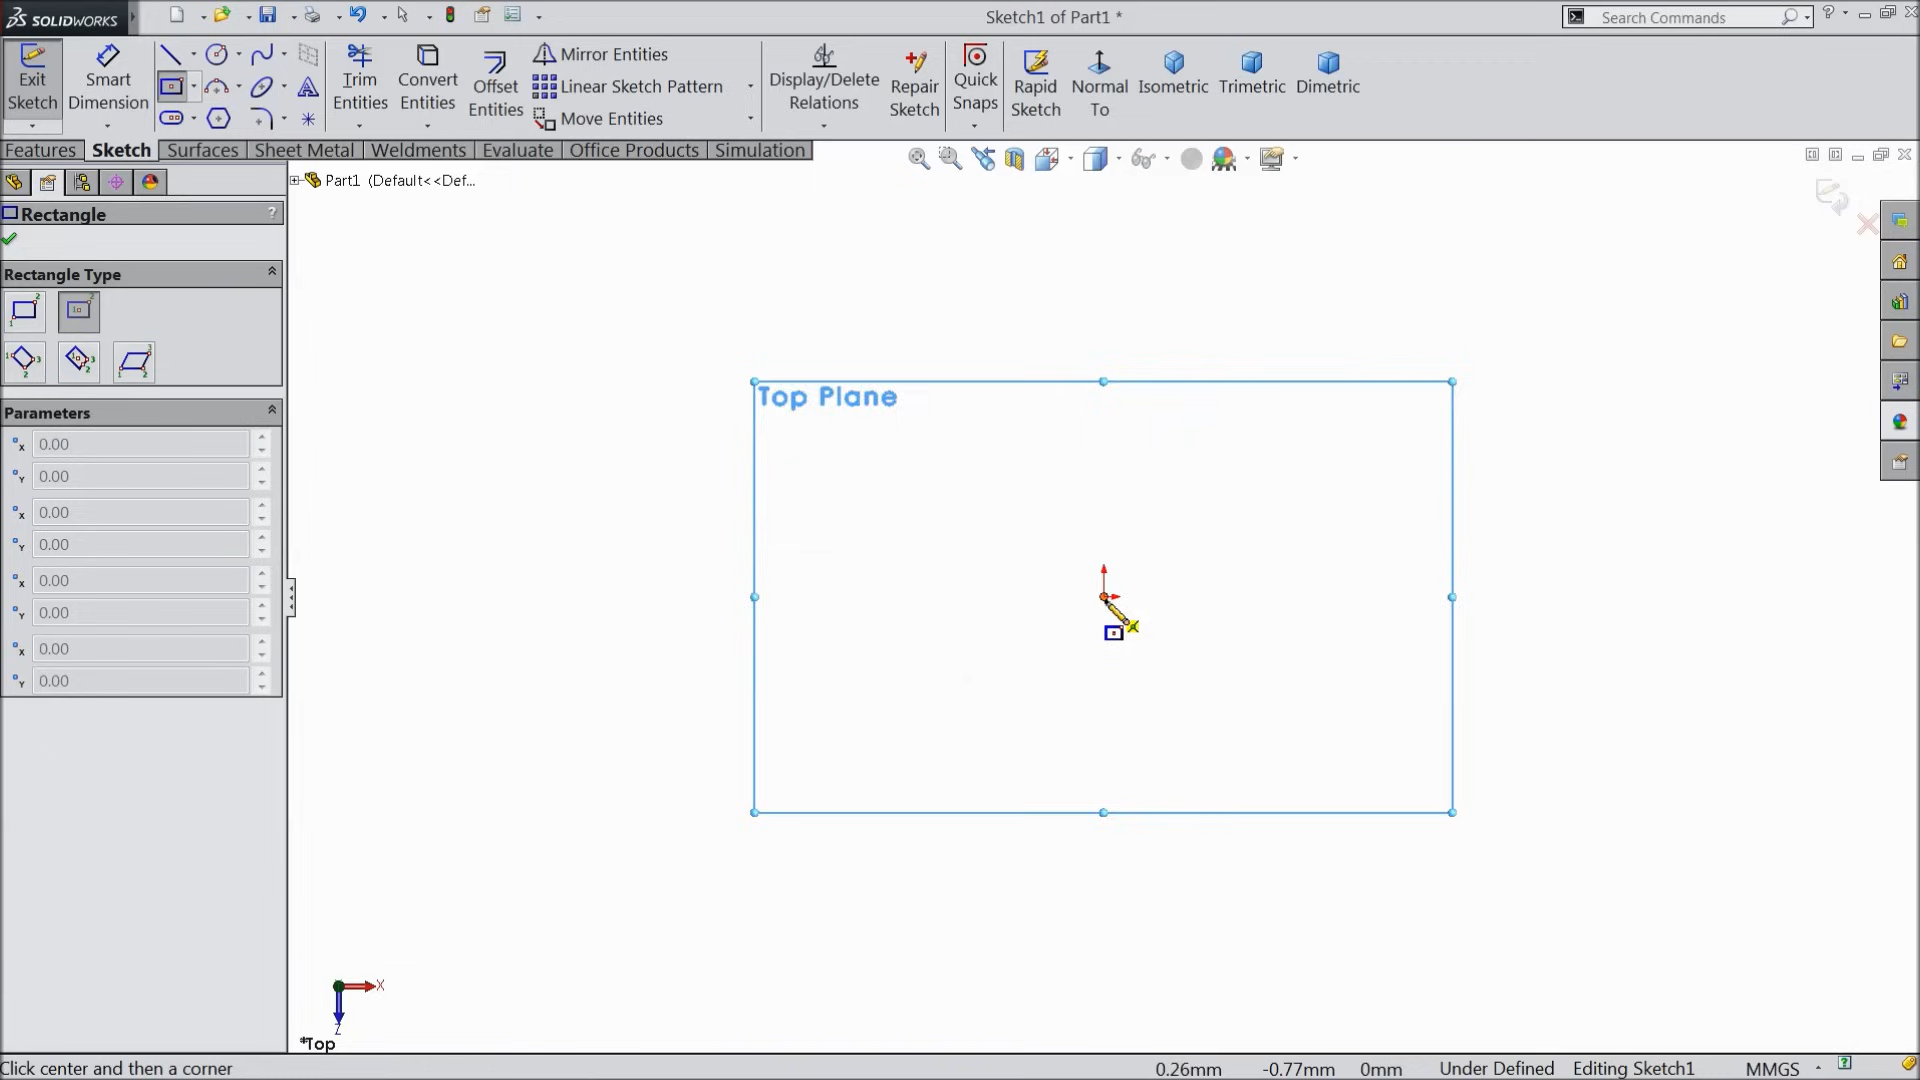 SOLIDWORKS
Sketch1 of Part1 *
Search Commands
Exit Sketch
Smart Dimension
Trim Entities
Convert Entities
Offset Entities
Mirror Entities
Linear Sketch Pattern
Move Entities
Display/Delete Relations
Repair Sketch
Quick Snaps
Rapid Sketch
Normal To
Isometric
Trimetric
Dimetric
Features
Sketch
Surfaces
Sheet Metal
Weldments
Evaluate
Office Products
Simulation
Part1 (Default<<Def...
Rectangle
?
Rectangle Type
Parameters
x 0.00
Y 0.00
x 0.00
Y 0.00
x 0.00
Y 0.00
x 0.00
Y 0.00
Top Plane
X
Z
*Top
Click center and then a corner
0.26mm
-0.77mm
0mm
Under Defined
Editing Sketch1
MMGS